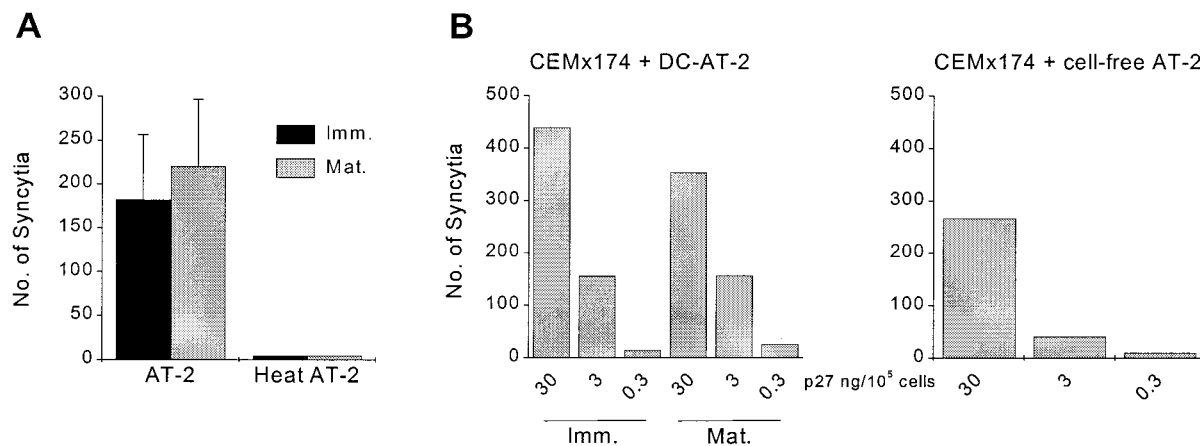 A
No. of Syncytia
300
250
200
150
100
50
0
Imm.
Mat.
AT-2
Heat AT-2
B
CEMx174 + DC-AT-2
No. of Syncytia
500
400
300
200
100
0
30
3
0.3
30
3
0.3
p27 ng/10⁵ cells
Imm.
Mat.
CEMx174 + cell-free AT-2
500
400
300
200
100
0
30
3
0.3